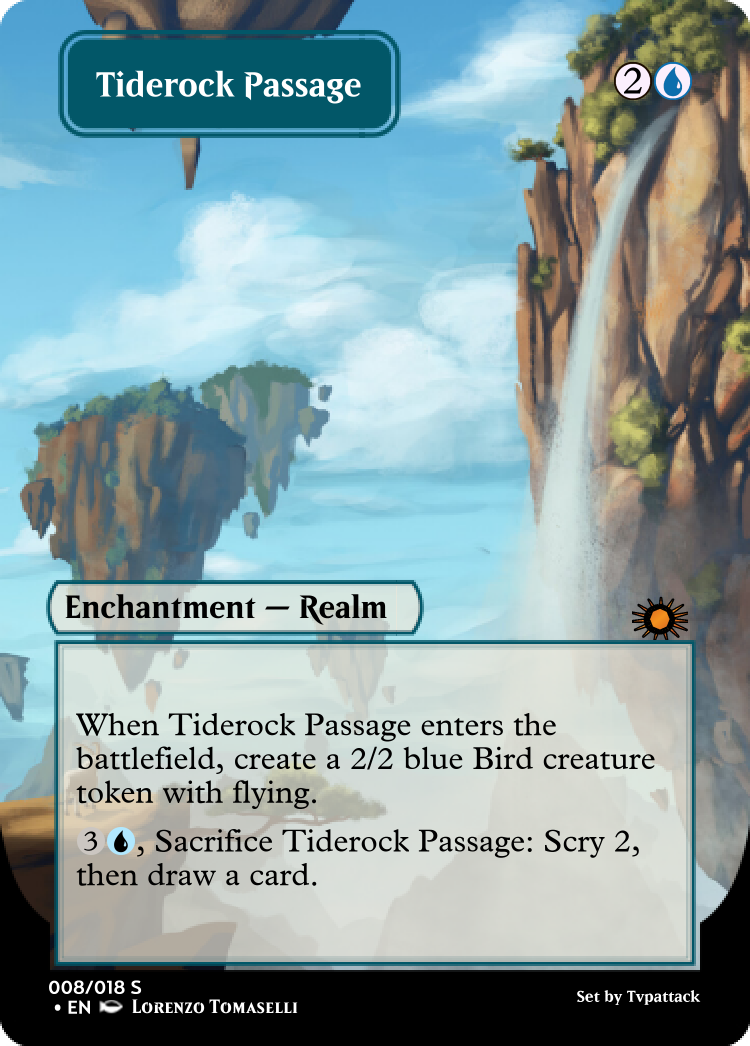 Tiderock Passage
2
Enchantment — Realm
When Tiderock Passage enters the
battlefield, create a 2/2 blue Bird creature
token with flying.
3, Sacrifice Tiderock Passage: Scry 2,
then draw a card.
008/018 S
• EN Lorenzo Tomaselli
Set by Tvpattack